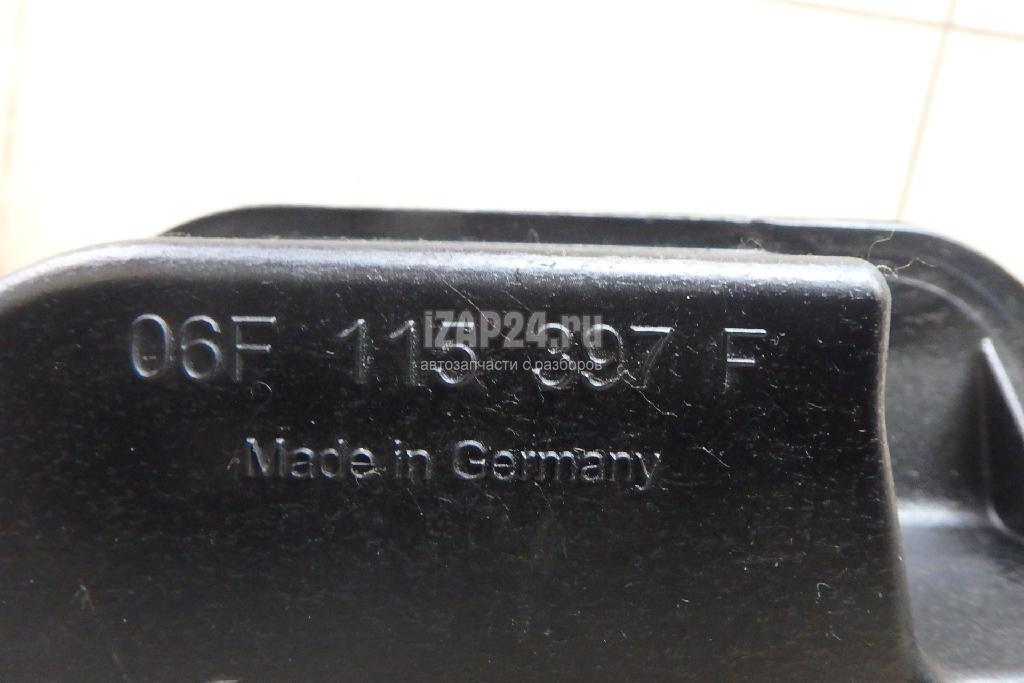 06F 115 397 F
iZAP24.ru
автозапчасти с разборов
Made in Germany